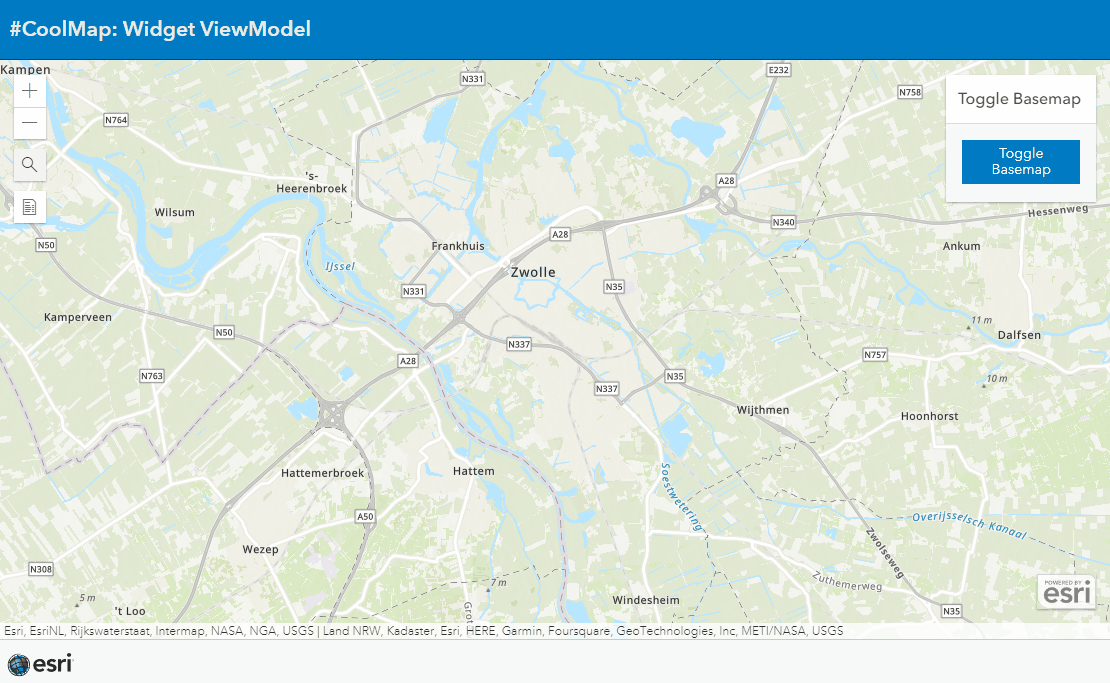 #CoolMap: Widget ViewModel
Kampen
N331
E232
N758
Toggle Basemap
N764
Toggle
Basemap
's-
Heerenbroek
A28
Wilsum
N340
Hessenweg
N50
Frankhuis
A28
Ankum
IJssel
Zwolle
N331
N35
Kamperveen
11 m
N50
N337
Dalfsen
A28
N757
N763
N35
10 m
N337
Wijthmen
Hoonhorst
Hattemerbroek
Hattem
Soestwetering
A50
Overijsselsch Kanaal
Wezep
Zwolseweg
N308
7 m
Zuthemerweg
POWERED BY
esri
5 m
't Loo
Grot
Windesheim
N35
Esri, EsriNL, Rijkswaterstaat, Intermap, NASA, NGA, USGS | Land NRW, Kadaster, Esri, HERE, Garmin, Foursquare, GeoTechnologies, Inc, METI/NASA, USGS
esri